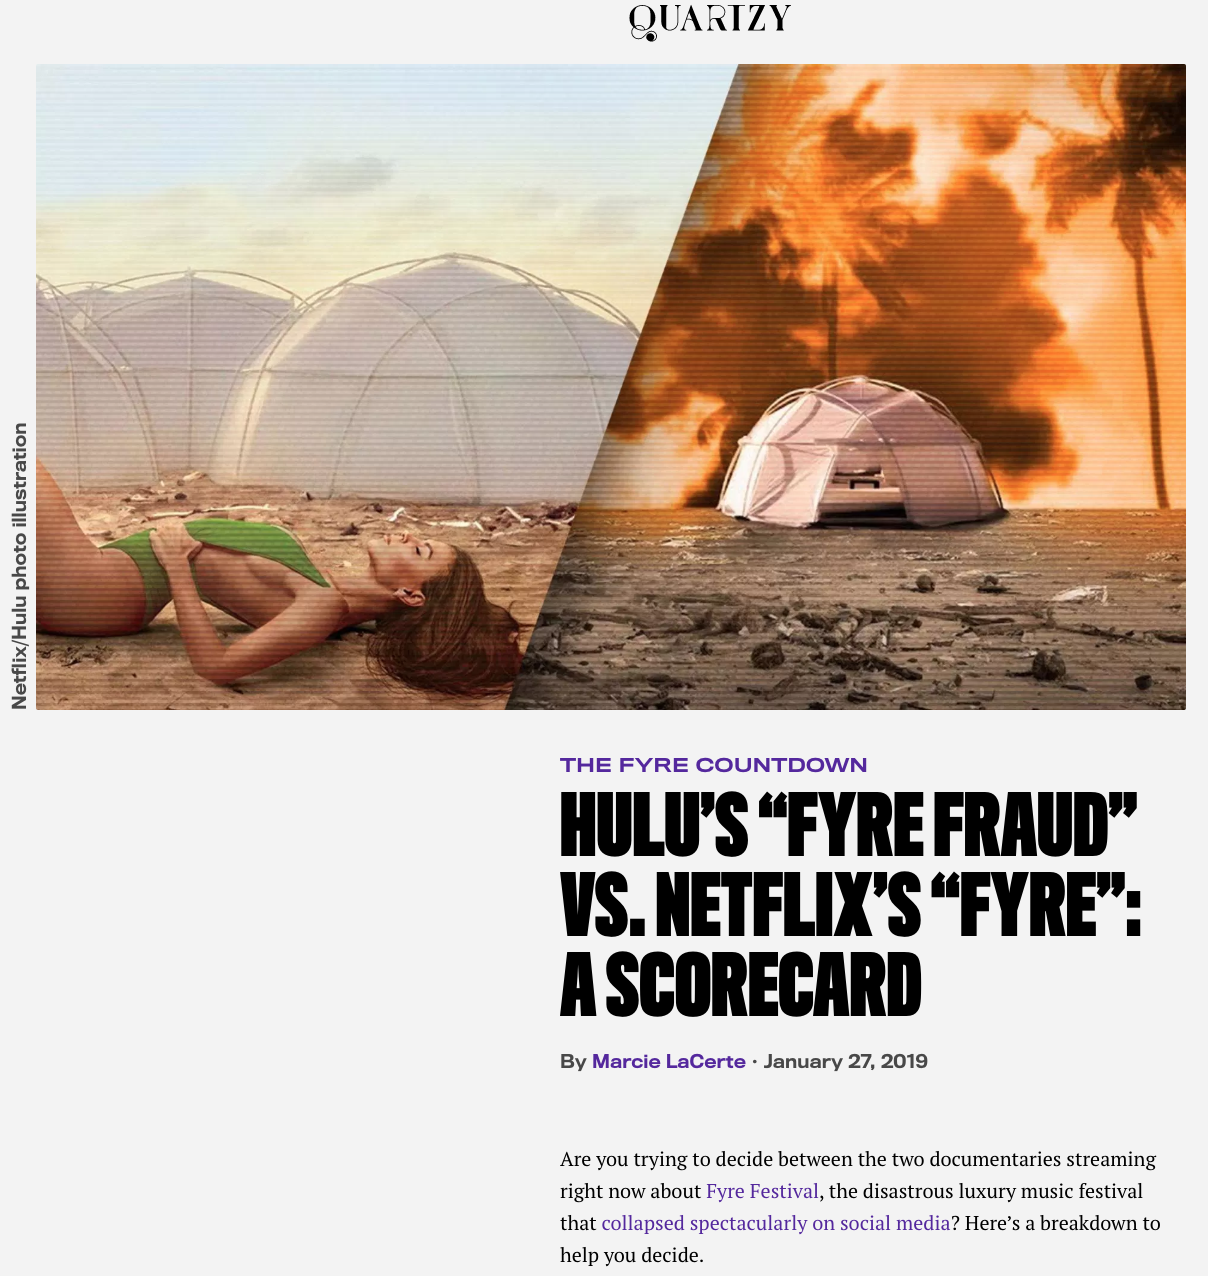 QUARTZY
Netflix/Hulu photo illustration
THE FYRE COUNTDOWN
HULU’S “FYRE FRAUD”
VS. NETFLIX’S “FYRE”:
A SCORECARD
By Marcie LaCerte · January 27, 2019
Are you trying to decide between the two documentaries streaming
right now about Fyre Festival, the disastrous luxury music festival
that collapsed spectacularly on social media? Here’s a breakdown to
help you decide.